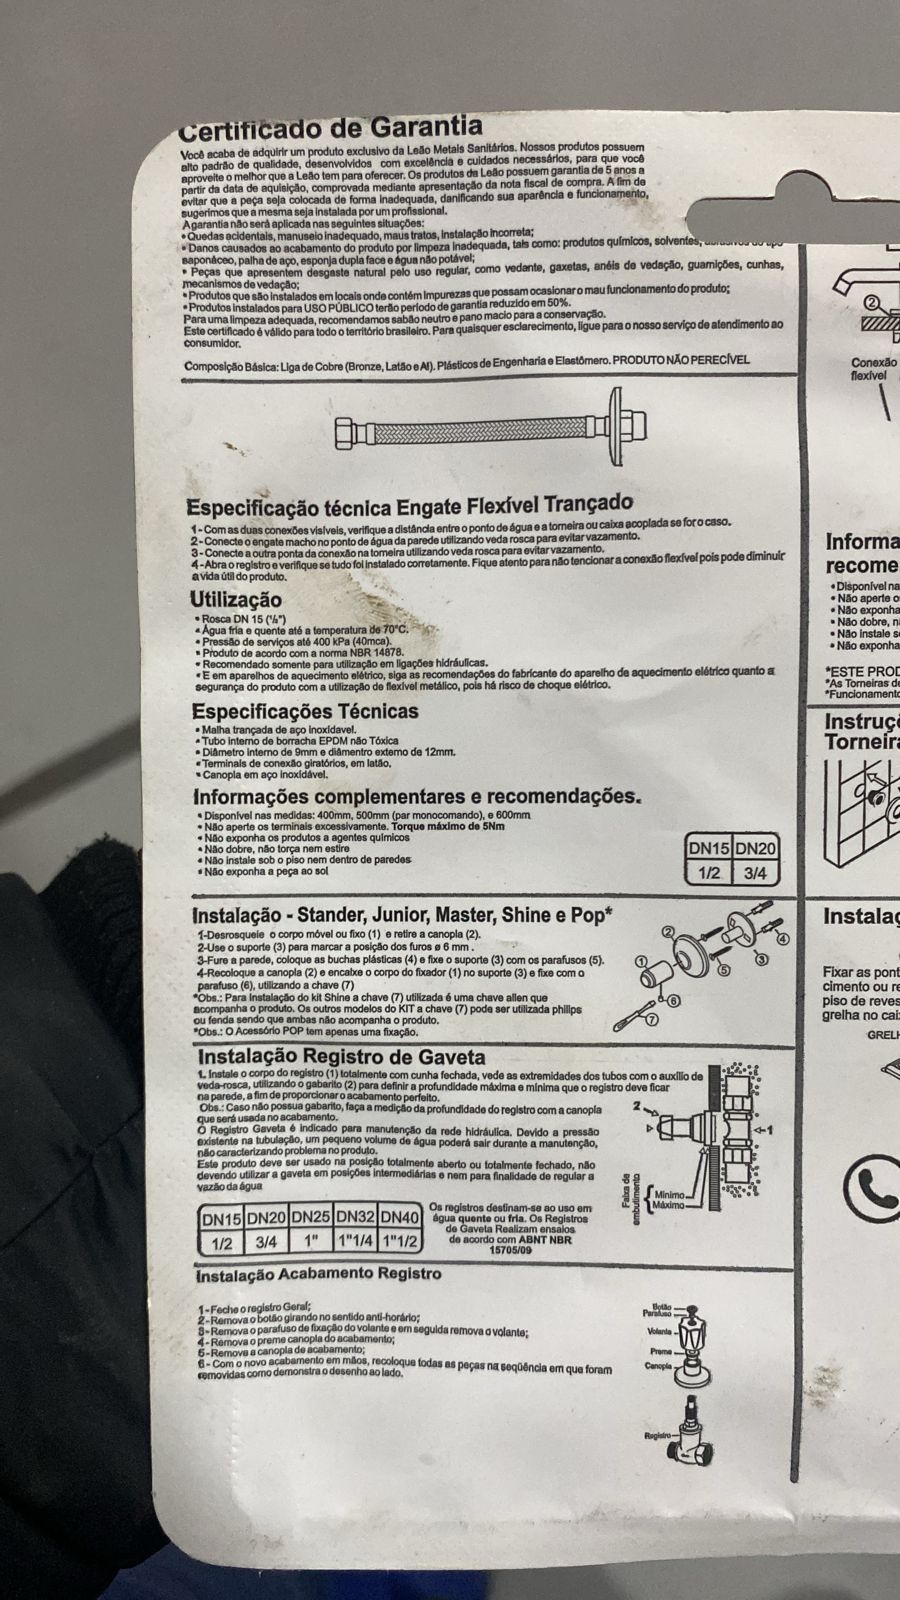 Certificado de Garantia
Você acaba de adquirir um produto exclusivo da Leão Metais Sanitários. Nossos produtos possuem
alto padrão de qualidade, desenvolvidos com excelência e cuidados necessários, para que você
aproveite o melhor que a Leão tem para oferecer. Os produtos da Leão possuem garantia de 5 anos a
partir da data de aquisição, comprovada mediante apresentação da nota fiscal de compra. A fim de
evitar que a peça seja colocada de forma inadequada, danificando sua aparência e funcionamento,
sugerimos que a mesma seja instalada por um profissional.
A garantia não será aplicada nas seguintes situações:
• Quedas acidentais, manuseio inadequado, maus tratos, instalação incorreta;
• Danos causados ao acabamento do produto por limpeza inadequada, tais como: produtos químicos, solventes,
saponáceo, palha de aço, esponja dupla face e água não potável;
• Peças que apresentem desgaste natural pelo uso regular, como vedante, gaxetas, anéis de vedação, guarnições, cunhas,
mecanismos de vedação;
• Produtos que são instalados em locais onde contém impurezas que possam ocasionar o mau funcionamento do produto;
• Produtos instalados para USO PÚBLICO terão período de garantia reduzido em 50%.
Para uma limpeza adequada, recomendamos sabão neutro e pano macio para a conservação.
Este certificado é válido para todo o território brasileiro. Para quaisquer esclarecimento, ligue para o nosso serviço de atendimento ao
consumidor.
Composição Básica: Liga de Cobre (Bronze, Latão e Al). Plásticos de Engenharia e Elastômero. PRODUTO NÃO PERECÍVEL
Especificação técnica Engate Flexível Trançado
1 - Com as duas conexões visíveis, verifique a distância entre o ponto de água e a torneira ou caixa acoplada se for o caso.
2 - Conecte o engate macho no ponto de água da parede utilizando veda rosca para evitar vazamento.
3 - Conecte a outra ponta da conexão na torneira utilizando veda rosca para evitar vazamento.
4 - Abra o registro e verifique se tudo foi instalado corretamente. Fique atento para não tencionar a conexão flexível pois pode diminuir
a vida útil do produto.
Utilização
• Rosca DN 15 (½")
• Água fria e quente até a temperatura de 70°C.
• Pressão de serviços até 400 kPa (40mca).
• Produto de acordo com a norma NBR 14878.
• Recomendado somente para utilização em ligações hidráulicas.
• E em aparelhos de aquecimento elétrico, siga as recomendações do fabricante do aparelho de aquecimento elétrico quanto a
segurança do produto com a utilização de flexível metálico, pois há risco de choque elétrico.
Especificações Técnicas
• Malha trançada de aço inoxidavel.
• Tubo interno de borracha EPDM não Tóxica
• Diâmetro interno de 9mm e diâmentro externo de 12mm.
• Terminais de conexão giratórios, em latão.
• Canopla em aço inoxidável.
Informações complementares e recomendações.
• Disponível nas medidas: 400mm, 500mm (par monocomando), e 600mm
• Não aperte os terminais excessivamente. Torque máximo de 5Nm
• Não exponha os produtos a agentes químicos
• Não dobre, não torça nem estire
• Não instale sob o piso nem dentro de paredes
• Não exponha a peça ao sol
DN15 DN20
1/2 3/4
Instalação - Stander, Junior, Master, Shine e Pop*
1-Desrosqueie o corpo móvel ou fixo (1) e retire a canopla (2).
2-Use o suporte (3) para marcar a posição dos furos ø 6 mm .
3-Fure a parede, coloque as buchas plásticas (4) e fixe o suporte (3) com os parafusos (5).
4-Recoloque a canopla (2) e encaixe o corpo do fixador (1) no suporte (3) e fixe com o
parafuso (6), utilizando a chave (7)
*Obs.: Para Instalação do kit Shine a chave (7) utilizada é uma chave allen que
acompanha o produto. Os outros modelos do KIT a chave (7) pode ser utilizada philips
ou fenda sendo que ambas não acompanha o produto.
*Obs.: O Acessório POP tem apenas uma fixação.
1
2
3
4
5
6
7
Instalação Registro de Gaveta
1. Instale o corpo do registro (1) totalmente com cunha fechada, vede as extremidades dos tubos com o auxílio de
veda-rosca, utilizando o gabarito (2) para definir a profundidade máxima e mínima que o registro deve ficar
na parede, a fim de proporcionar o acabamento perfeito.
Obs.: Caso não possua gabarito, faça a medição da profundidade do registro com a canopla
que será usada no acabamento.
O Registro Gaveta é indicado para manutenção da rede hidráulica. Devido a pressão
existente na tubulação, um pequeno volume de água poderá sair durante a manutenção,
não caracterizando problema no produto.
Este produto deve ser usado na posição totalmente aberto ou totalmente fechado, não
devendo utilizar a gaveta em posições intermediárias e nem para finalidade de regular a
vazão da água
2
1
Faixa de
embutimento
Mínimo
Máximo
DN15 DN20 DN25 DN32 DN40
1/2 3/4 1" 1"1/4 1"1/2
Os registros destinam-se ao uso em
água quente ou fria. Os Registros
de Gaveta Realizam ensaios
de acordo com ABNT NBR
15705/09
Instalação Acabamento Registro
1 - Feche o registro Geral;
2 - Remova o botão girando no sentido anti-horário;
3 - Remova o parafuso de fixação do volante e em seguida remova o volante;
4 - Remova o preme canopla do acabamento;
5 - Remova a canopla de acabamento;
6 - Com o novo acabamento em mãos, recoloque todas as peças na seqüência em que foram
removidas como demonstra o desenho ao lado.
Botão
Parafuso
Volante
Preme
Canopla
Registro
2
Conexão
flexível
Informa
recome
• Disponível na
• Não aperte o
• Não exponha
• Não dobre, n
• Não instale s
• Não exponha
*ESTE PROD
*As Torneiras de
*Funcionamento
Instruç
Torneira
Instalaç
Fixar as pont
cimento ou re
piso de reves
grelha no cai
GRELH